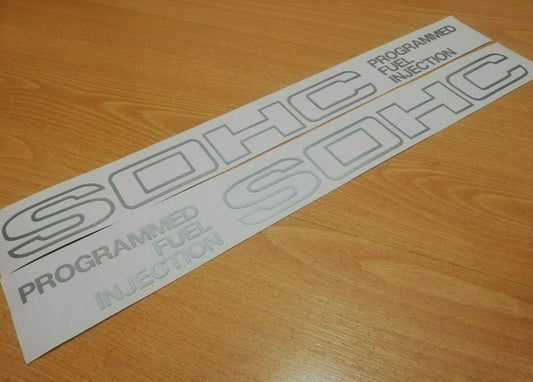 SOHC
PROGRAMMED
FUEL
INJECTION
PROGRAMMED
FUEL
INJECTION
SOHC